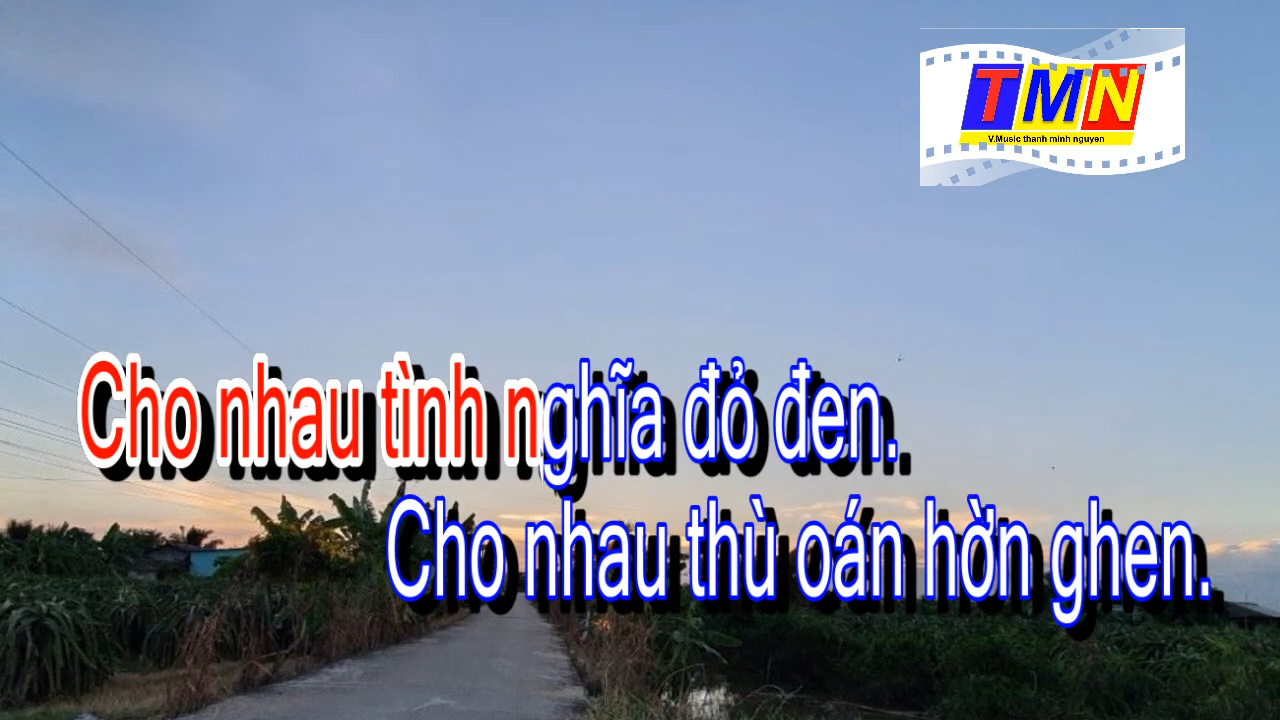 TMN
V.Music thanh minh nguyen
Cho nhau tình nghĩa đỏ đen.
Cho nhau thù oán hờn ghen.